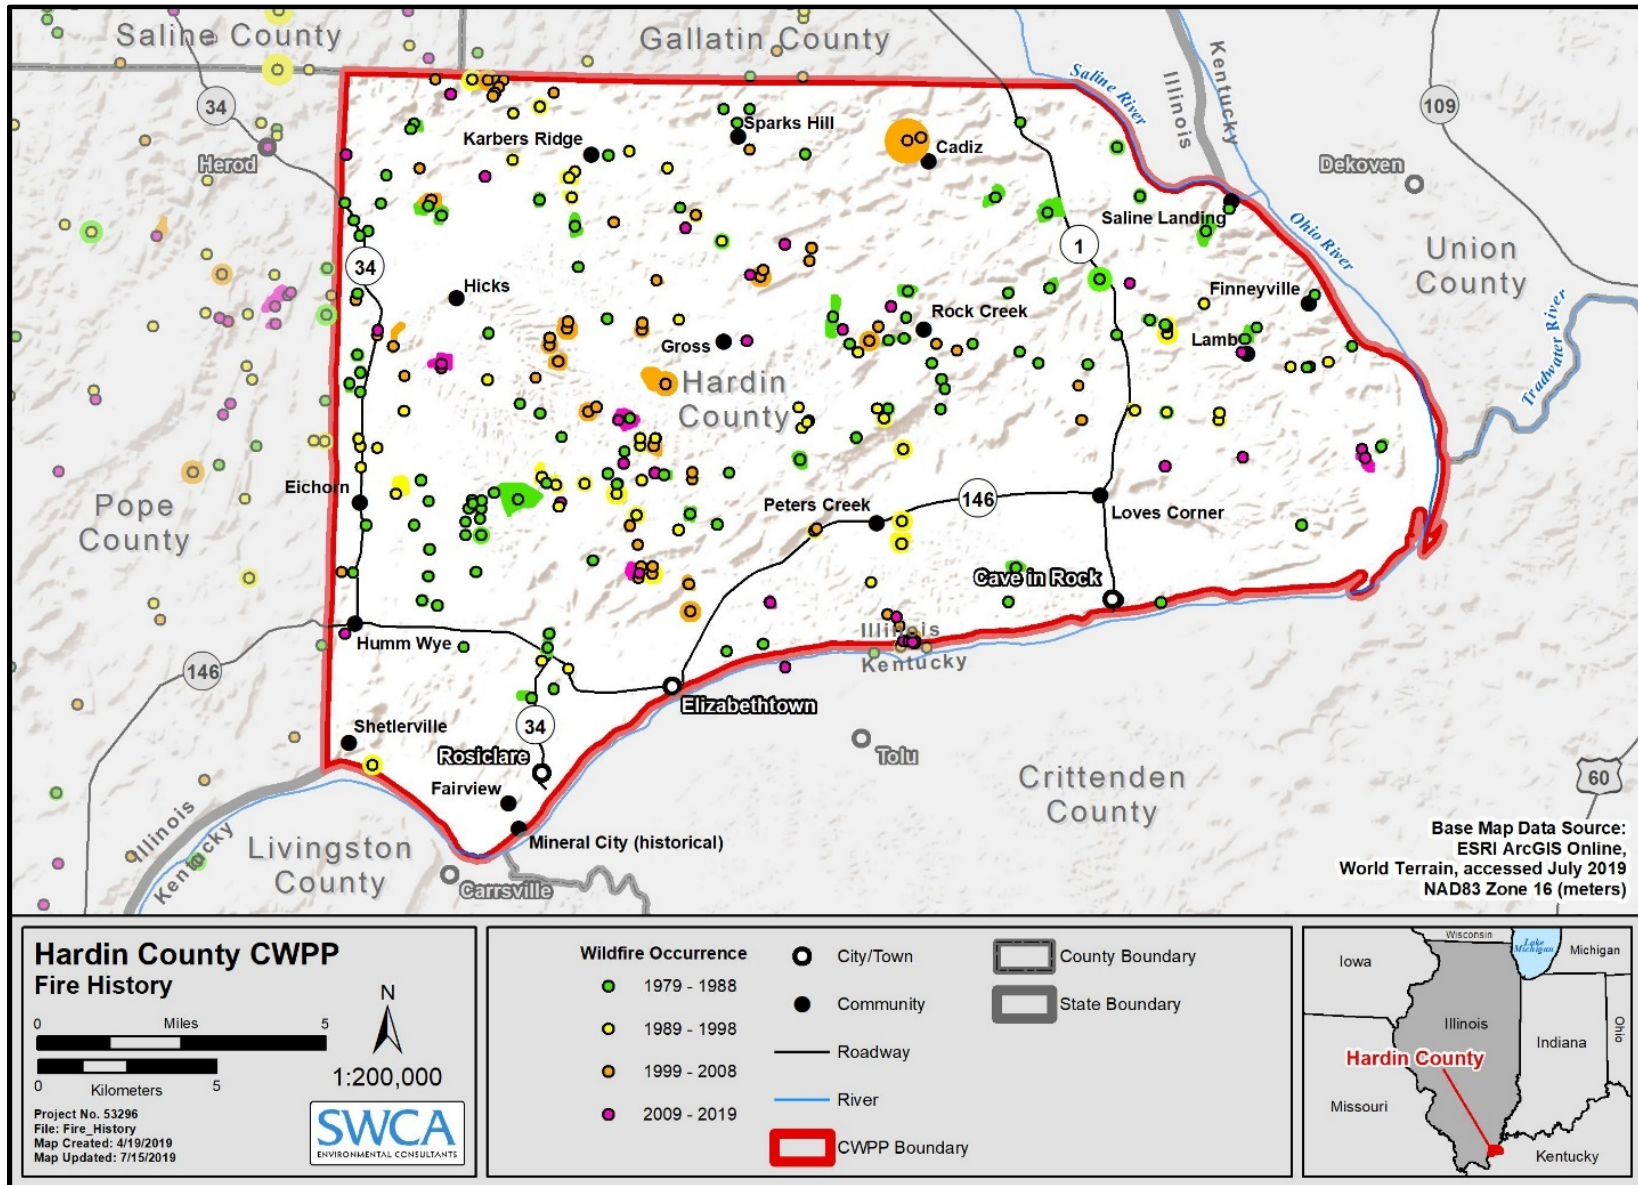 Saline County
Gallatin County
Saline River
Illinois
Kentucky
34
109
Herod
Karbers Ridge
Sparks Hill
Cadiz
Dekoven
Saline Landing
Ohio River
Union
County
34
1
Hicks
Finneyville
Rock Creek
Gross
Lamb
Tradwater River
Hardin
County
Eichorn
Pope
County
Peters Creek
146
Loves Corner
Cave in Rock
Illinois
Kentucky
Humm Wye
146
Elizabethtown
Shetlerville
34
Rosiclare
Tolu
Fairview
Crittenden
County
60
Illinois
Kentucky
Livingston
County
Mineral City (historical)
Carrsville
Base Map Data Source:
ESRI ArcGIS Online,
World Terrain, accessed July 2019
NAD83 Zone 16 (meters)
Hardin County CWPP
Fire History
N
0 Miles 5
0 Kilometers 5
1:200,000
Project No. 53296
File: Fire_History
Map Created: 4/19/2019
Map Updated: 7/15/2019
SWCA
ENVIRONMENTAL CONSULTANTS
Wildfire Occurrence
1979 - 1988
1989 - 1998
1999 - 2008
2009 - 2019
City/Town
Community
Roadway
River
CWPP Boundary
County Boundary
State Boundary
Wisconsin
Lake
Michigan
Michigan
Iowa
Illinois
Indiana
Ohio
Hardin County
Missouri
Kentucky